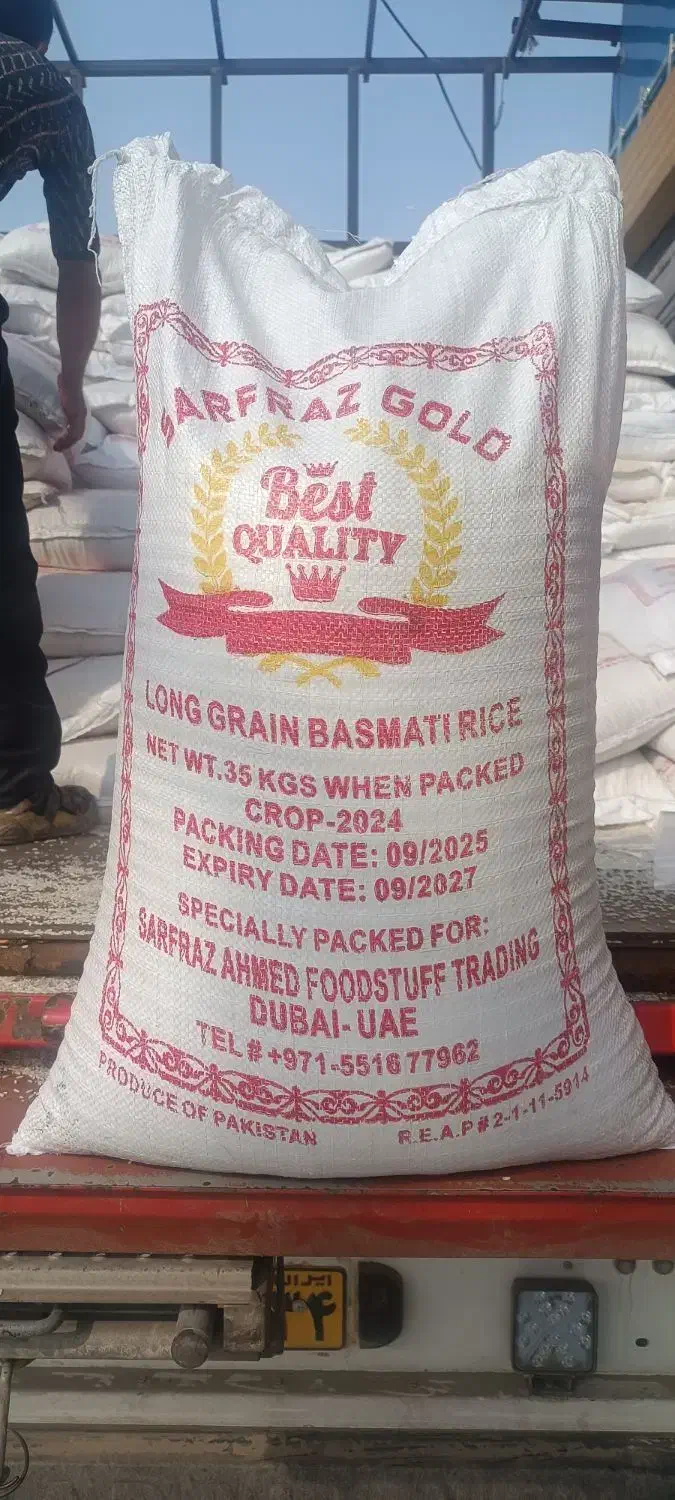 SARFRAZ GOLD
Best
QUALITY
LONG GRAIN BASMATI RICE
NET WT.35 KGS WHEN PACKED
CROP-2024
PACKING DATE: 09/2025
EXPIRY DATE: 09/2027
SPECIALLY PACKED FOR:
SARFRAZ AHMED FOODSTUFF TRADING
DUBAI-UAE
TEL # +971-551677962
PRODUCE OF PAKISTAN
R.E.A.P # 2-1-11-5914
ایران